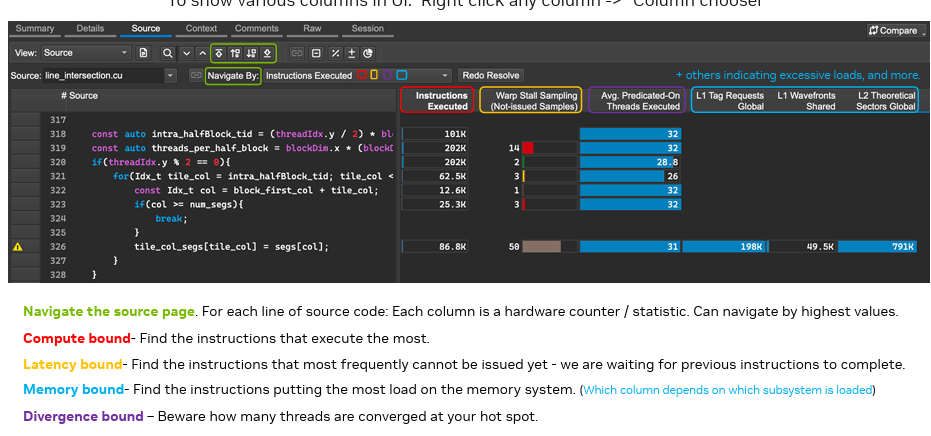 To show various columns in UI: Right click any column -> "Column chooser"
Summary Details Source Context Comments Raw Session
Compare
View: Source
Source: line_intersection.cu Navigate By: Instructions Executed Redo Resolve + others indicating excessive loads, and more.
# Source Instructions Executed Warp Stall Sampling (Not-issued Samples) Avg. Predicated-On Threads Executed L1 Tag Requests Global L1 Wavefronts Shared L2 Theoretical Sectors Global
317
318 const auto intra_halfBlock_tid = (threadIdx.y / 2) * bl 101K 32
319 const auto threads_per_half_block = blockDim.x * (block 202K 14 32
320 if(threadIdx.y % 2 == 0){ 202K 2 28.8
321 for(Idx_t tile_col = intra_halfBlock_tid; tile_col < 62.5K 3 26
322 const Idx_t col = block_first_col + tile_col; 12.6K 1 32
323 if(col >= num_segs){ 25.3K 3 32
324 break;
325 }
326 tile_col_segs[tile_col] = segs[col]; 86.8K 50 31 198K 49.5K 791K
327 }
328 }
Navigate the source page. For each line of source code: Each column is a hardware counter / statistic. Can navigate by highest values.
Compute bound- Find the instructions that execute the most.
Latency bound- Find the instructions that most frequently cannot be issued yet - we are waiting for previous instructions to complete.
Memory bound- Find the instructions putting the most load on the memory system. (Which column depends on which subsystem is loaded)
Divergence bound – Beware how many threads are converged at your hot spot.